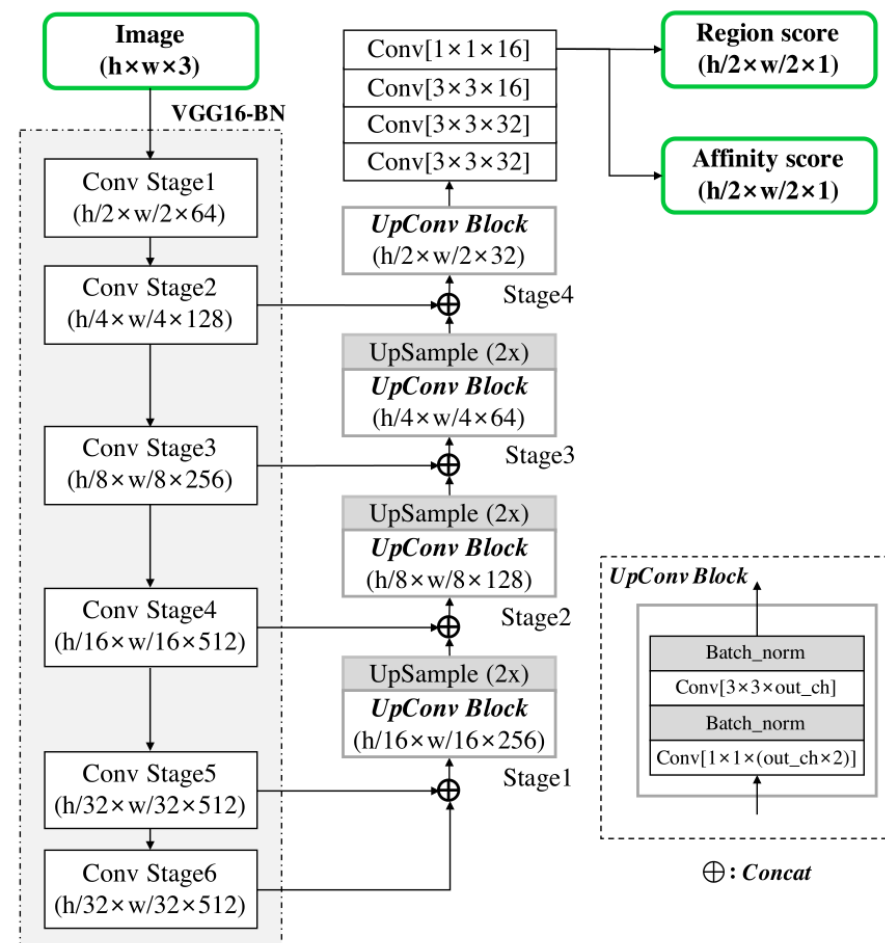 Image
(h×w×3)
VGG16-BN
Conv Stage1
(h/2×w/2×64)
Conv Stage2
(h/4×w/4×128)
Conv Stage3
(h/8×w/8×256)
Conv Stage4
(h/16×w/16×512)
Conv Stage5
(h/32×w/32×512)
Conv Stage6
(h/32×w/32×512)
Conv[1×1×16]
Conv[3×3×16]
Conv[3×3×32]
Conv[3×3×32]
UpConv Block
(h/2×w/2×32)
Stage4
UpSample (2x)
UpConv Block
(h/4×w/4×64)
Stage3
UpSample (2x)
UpConv Block
(h/8×w/8×128)
Stage2
UpSample (2x)
UpConv Block
(h/16×w/16×256)
Stage1
Region score
(h/2×w/2×1)
Affinity score
(h/2×w/2×1)
UpConv Block
Batch_norm
Conv[3×3×out_ch]
Batch_norm
Conv[1×1×(out_ch×2)]
⊕: Concat